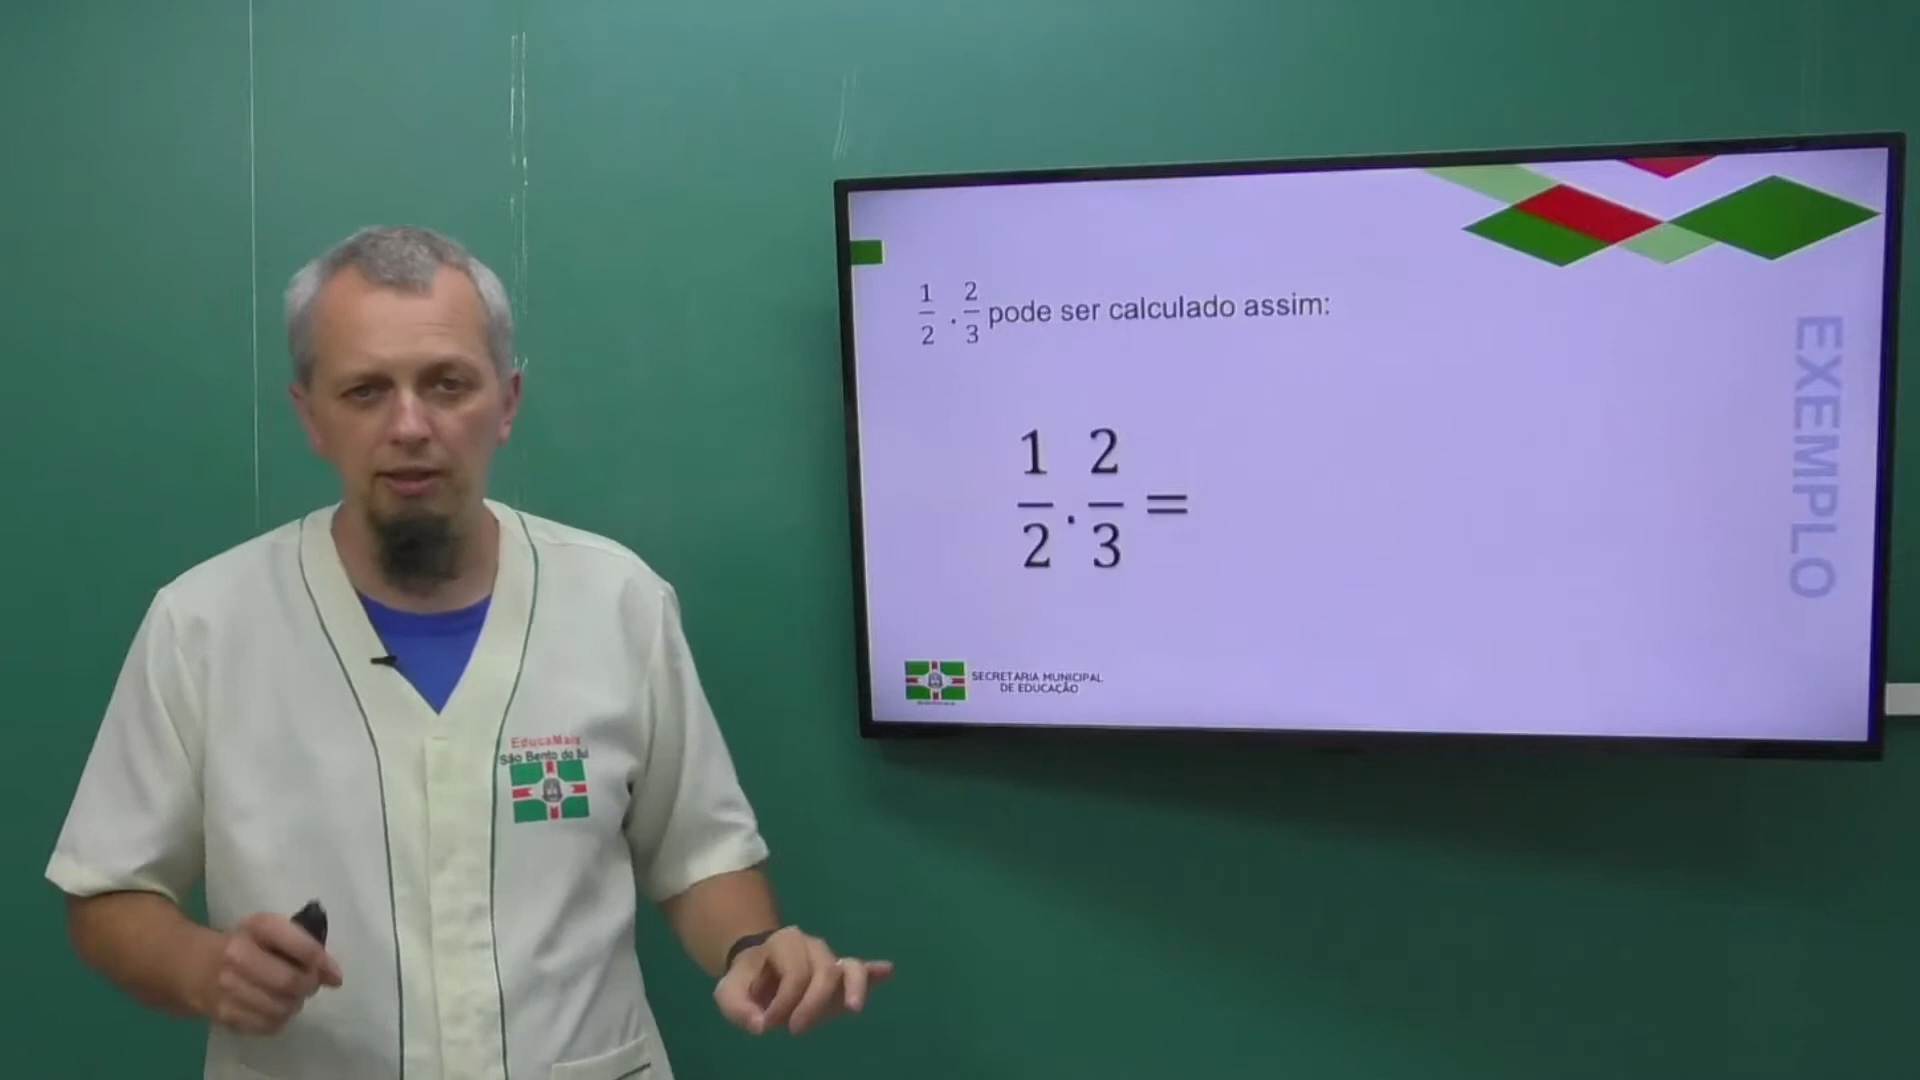 1/2 . 2/3 pode ser calculado assim:
1/2 . 2/3 =
EXEMPLO
SECRETARIA MUNICIPAL
DE EDUCAÇÃO
EducaMais
São Bento do Sul